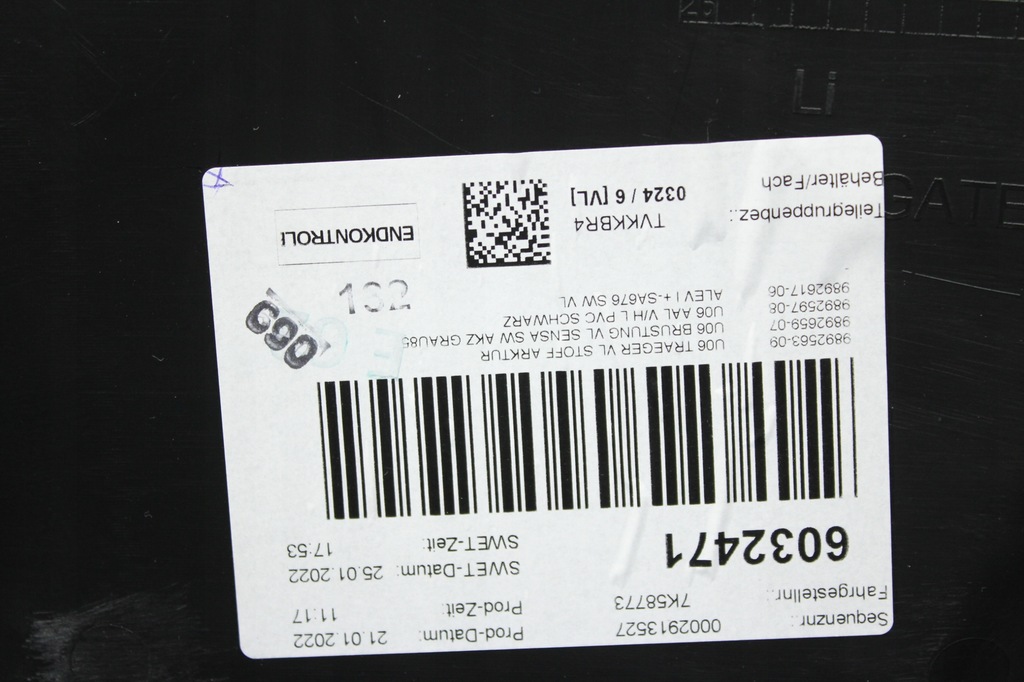 Sequenznr.: 0002913527 Prod-Datum: 21.01.2022
Fahrgestellnr.: 7K58773 Prod-Zeit: 11:17
6032471 SWET-Datum: 25.01.2022
SWET-Zeit: 17:53
9892563-09 U06 TRAEGER VL STOFF ARKTUR
9892659-07 U06 BRUSTUNG VL SENSA SW AKZ GRAU85
9892597-08 U06 AAL V/H L PVC SCHWARZ
9892617-06 ALEV I + -SA676 SW VL
Teilegruppenbez.: TVKKBR4
Behälter/Fach 0324 / 6 [VL]
ENDKONTROLL
Li
GATE